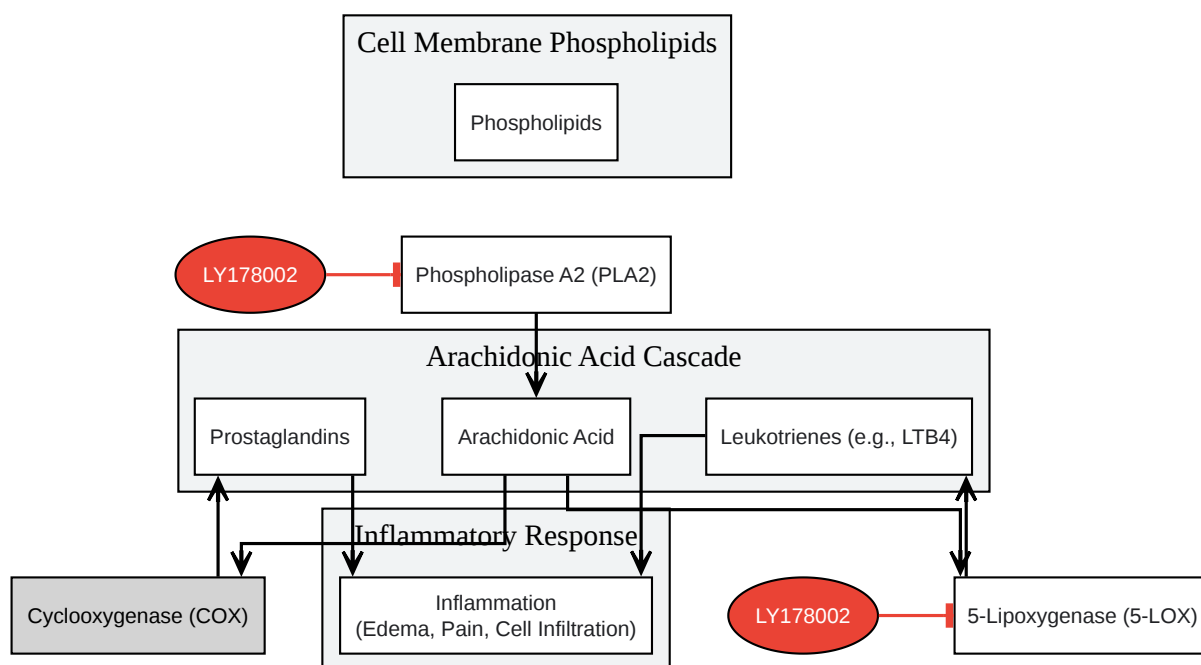 Cell Membrane Phospholipids
Phospholipids
LY178002
Phospholipase A2 (PLA2)
Arachidonic Acid Cascade
Prostaglandins
Arachidonic Acid
Leukotrienes (e.g., LTB4)
Inflammatory Response
Cyclooxygenase (COX)
Inflammation
(Edema, Pain, Cell Infiltration)
LY178002
5-Lipoxygenase (5-LOX)